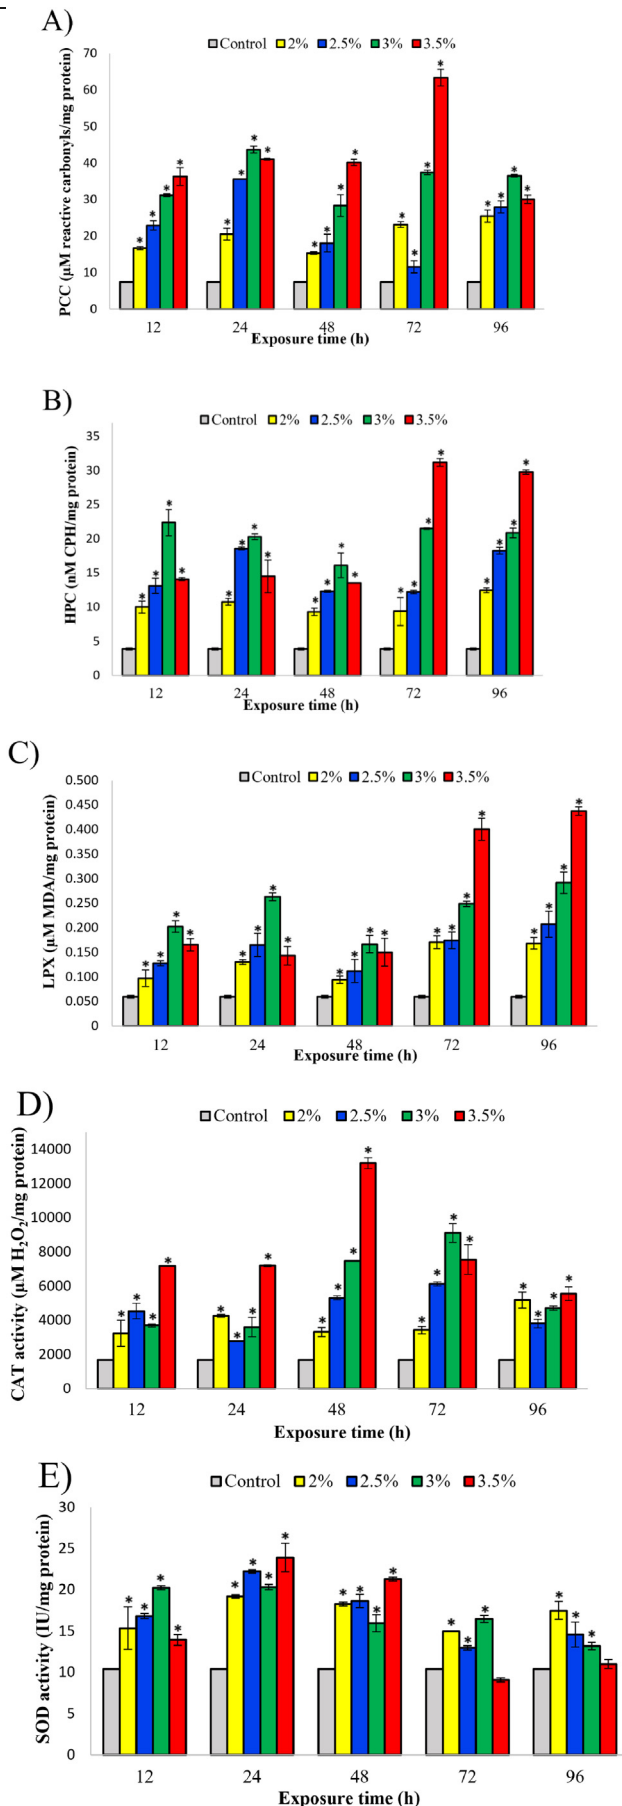 A)
Control 2% 2.5% 3% 3.5%
PCC (µM reactive carbonyls/mg protein)
70
60
50
40
30
20
10
0
* * * * * * * * * * * * * * * * * * * *
12 24 48 72 96
Exposure time (h)
B)
Control 2% 2.5% 3% 3.5%
HPC (nM CPH/mg protein)
35
30
25
20
15
10
5
0
* * * * * * * * * * * * * * * * * * * *
12 24 48 72 96
Exposure time (h)
C)
Control 2% 2.5% 3% 3.5%
LPX (µM MDA/mg protein)
0.500
0.450
0.400
0.350
0.300
0.250
0.200
0.150
0.100
0.050
0
* * * * * * * * * * * * * * * * * * * *
12 24 48 72 96
Exposure time (h)
D)
Control 2% 2.5% 3% 3.5%
CAT activity (µM H₂O₂/mg protein)
14000
12000
10000
8000
6000
4000
2000
0
* * * * * * * * * * * * * * * * * * * *
12 24 48 72 96
Exposure time (h)
E)
Control 2% 2.5% 3% 3.5%
SOD activity (IU/mg protein)
30
25
20
15
10
5
0
* * * * * * * * * * * * * * * * * *
12 24 48 72 96
Exposure time (h)